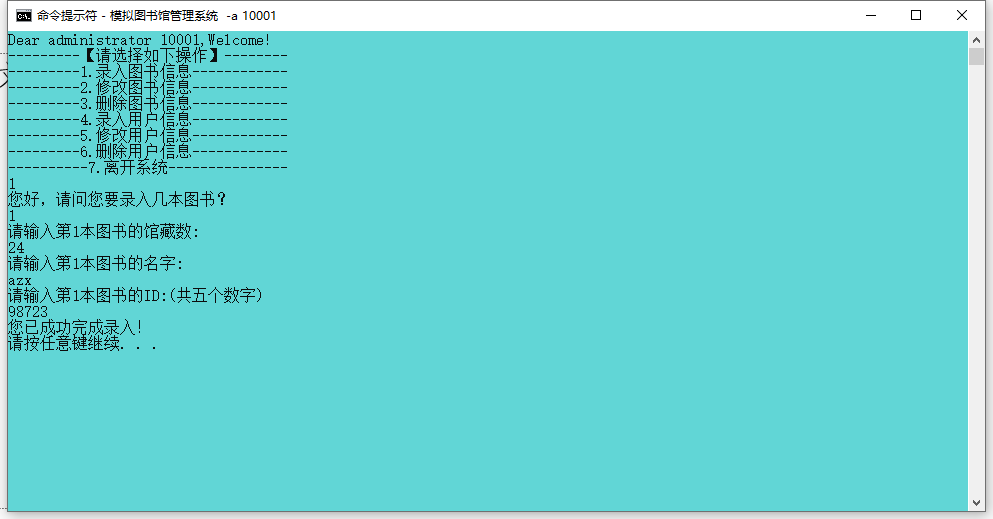 命令提示符 - 模拟图书馆管理系统  -a 10001
Dear administrator 10001,Welcome!
---------【请选择如下操作】--------
---------1.录入图书信息------------
---------2.修改图书信息------------
---------3.删除图书信息------------
---------4.录入用户信息------------
---------5.修改用户信息------------
---------6.删除用户信息------------
----------7.离开系统---------------
1
您好，请问您要录入几本图书？
1
请输入第1本图书的馆藏数:
24
请输入第1本图书的名字:
azx
请输入第1本图书的ID:(共五个数字)
98723
您已成功完成录入!
请按任意键继续. . .